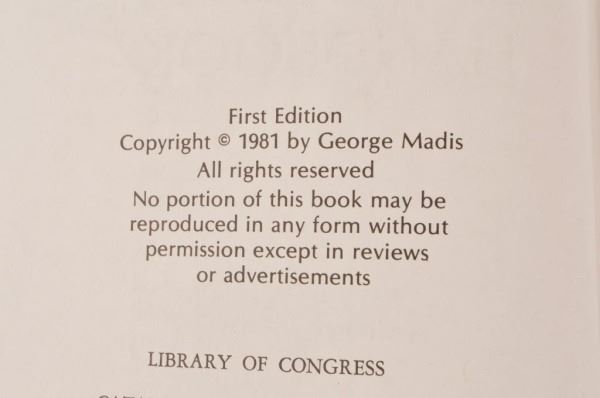 First Edition
Copyright © 1981 by George Madis
All rights reserved
No portion of this book may be
reproduced in any form without
permission except in reviews
or advertisements
LIBRARY OF CONGRESS